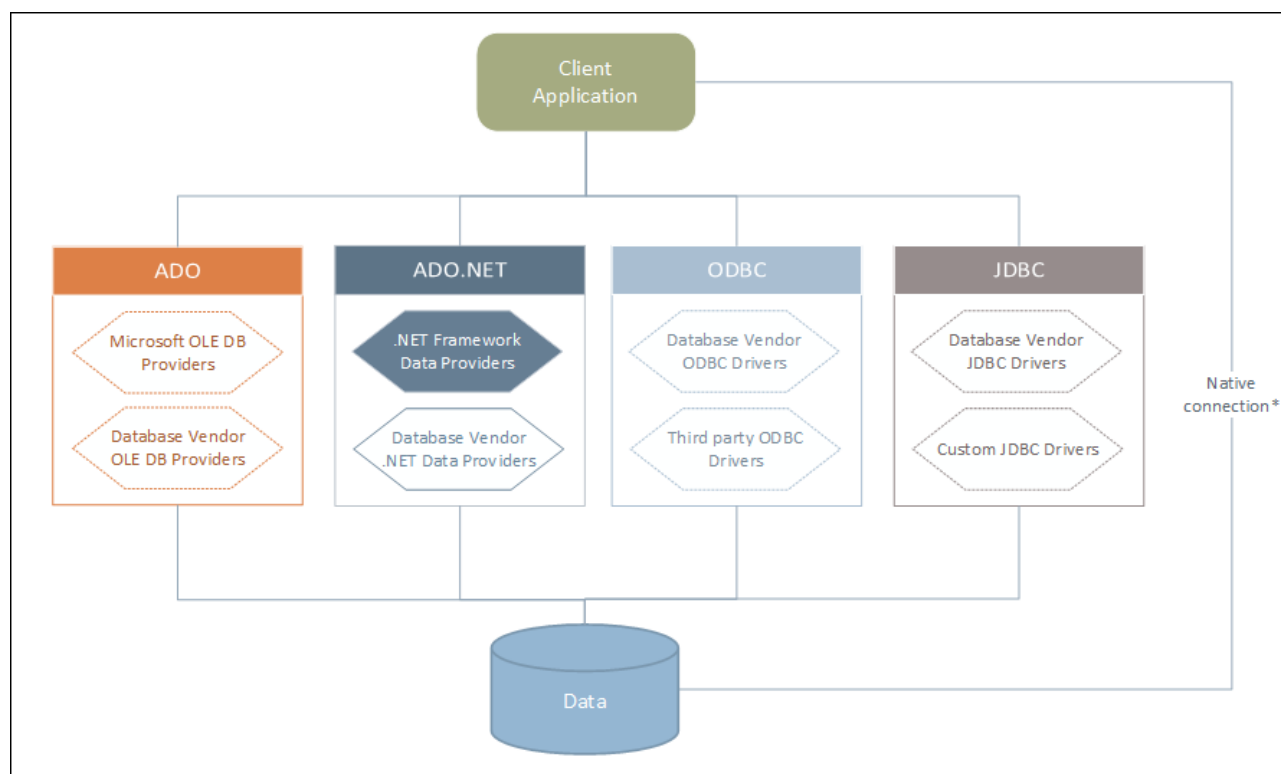 Client
Application
ADO
ADO.NET
ODBC
JDBC
Microsoft OLE DB
Providers
.NET Framework
Data Providers
Database Vendor
ODBC Drivers
Database Vendor
JDBC Drivers
Native
connection*
Database Vendor
OLE DB Providers
Database Vendor
.NET Data Providers
Third party ODBC
Drivers
Custom JDBC Drivers
Data